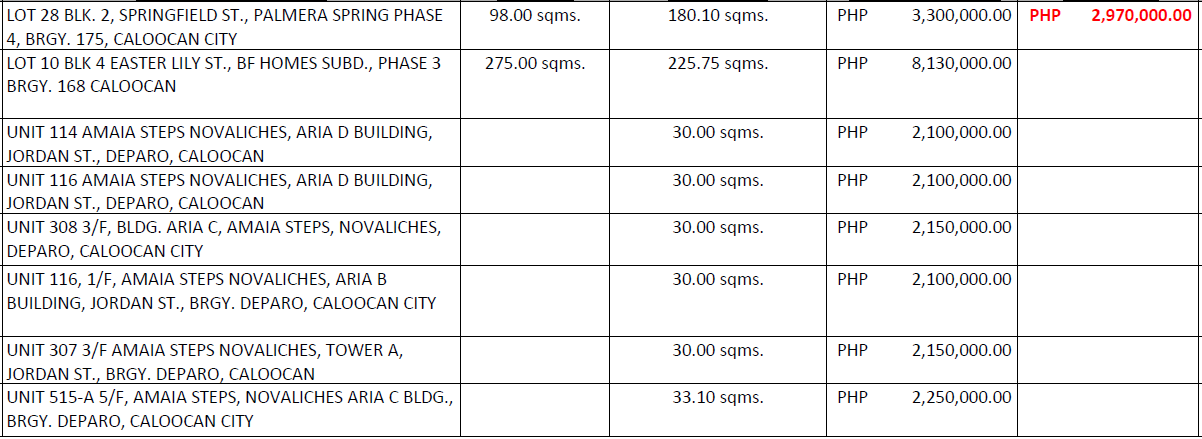 LOT 28 BLK. 2, SPRINGFIELD ST., PALMERA SPRING PHASE 98.00 sqms. 180.10 sqms. PHP 3,300,000.00 PHP 2,970,000.00
4, BRGY. 175, CALOOCAN CITY
LOT 10 BLK 4 EASTER LILY ST., BF HOMES SUBD., PHASE 3 275.00 sqms. 225.75 sqms. PHP 8,130,000.00
BRGY. 168 CALOOCAN
UNIT 114 AMAIA STEPS NOVALICHES, ARIA D BUILDING, 30.00 sqms. PHP 2,100,000.00
JORDAN ST., DEPARO, CALOOCAN
UNIT 116 AMAIA STEPS NOVALICHES, ARIA D BUILDING, 30.00 sqms. PHP 2,100,000.00
JORDAN ST., DEPARO, CALOOCAN
UNIT 308 3/F, BLDG. ARIA C, AMAIA STEPS, NOVALICHES, 30.00 sqms. PHP 2,150,000.00
DEPARO, CALOOCAN CITY
UNIT 116, 1/F, AMAIA STEPS NOVALICHES, ARIA B 30.00 sqms. PHP 2,100,000.00
BUILDING, JORDAN ST., BRGY. DEPARO, CALOOCAN CITY
UNIT 307 3/F AMAIA STEPS NOVALICHES, TOWER A, 30.00 sqms. PHP 2,150,000.00
JORDAN ST., BRGY. DEPARO, CALOOCAN
UNIT 515-A 5/F, AMAIA STEPS, NOVALICHES ARIA C BLDG., 33.10 sqms. PHP 2,250,000.00
BRGY. DEPARO, CALOOCAN CITY